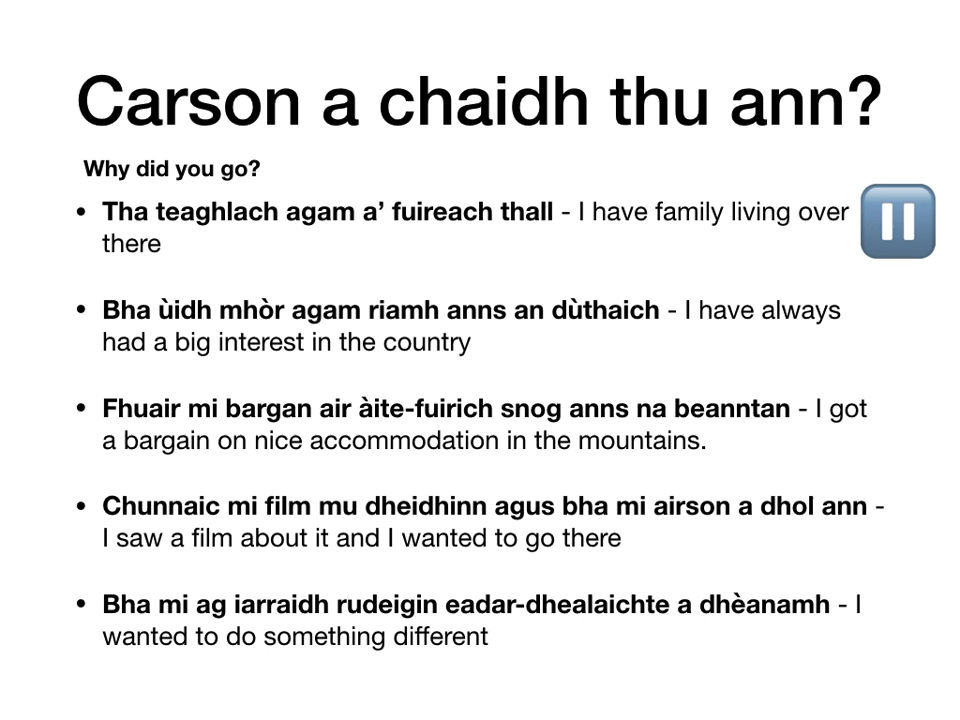 Carson a chaidh thu ann?
Why did you go?
• Tha teaghlach agam a’ fuireach thall - I have family living over
there
• Bha ùidh mhòr agam riamh anns an dùthaich - I have always
had a big interest in the country
• Fhuair mi bargan air àite-fuirich snog anns na beanntan - I got
a bargain on nice accommodation in the mountains.
• Chunnaic mi film mu dheidhinn agus bha mi airson a dhol ann -
I saw a film about it and I wanted to go there
• Bha mi ag iarraidh rudeigin eadar-dhealaichte a dhèanamh - I
wanted to do something different